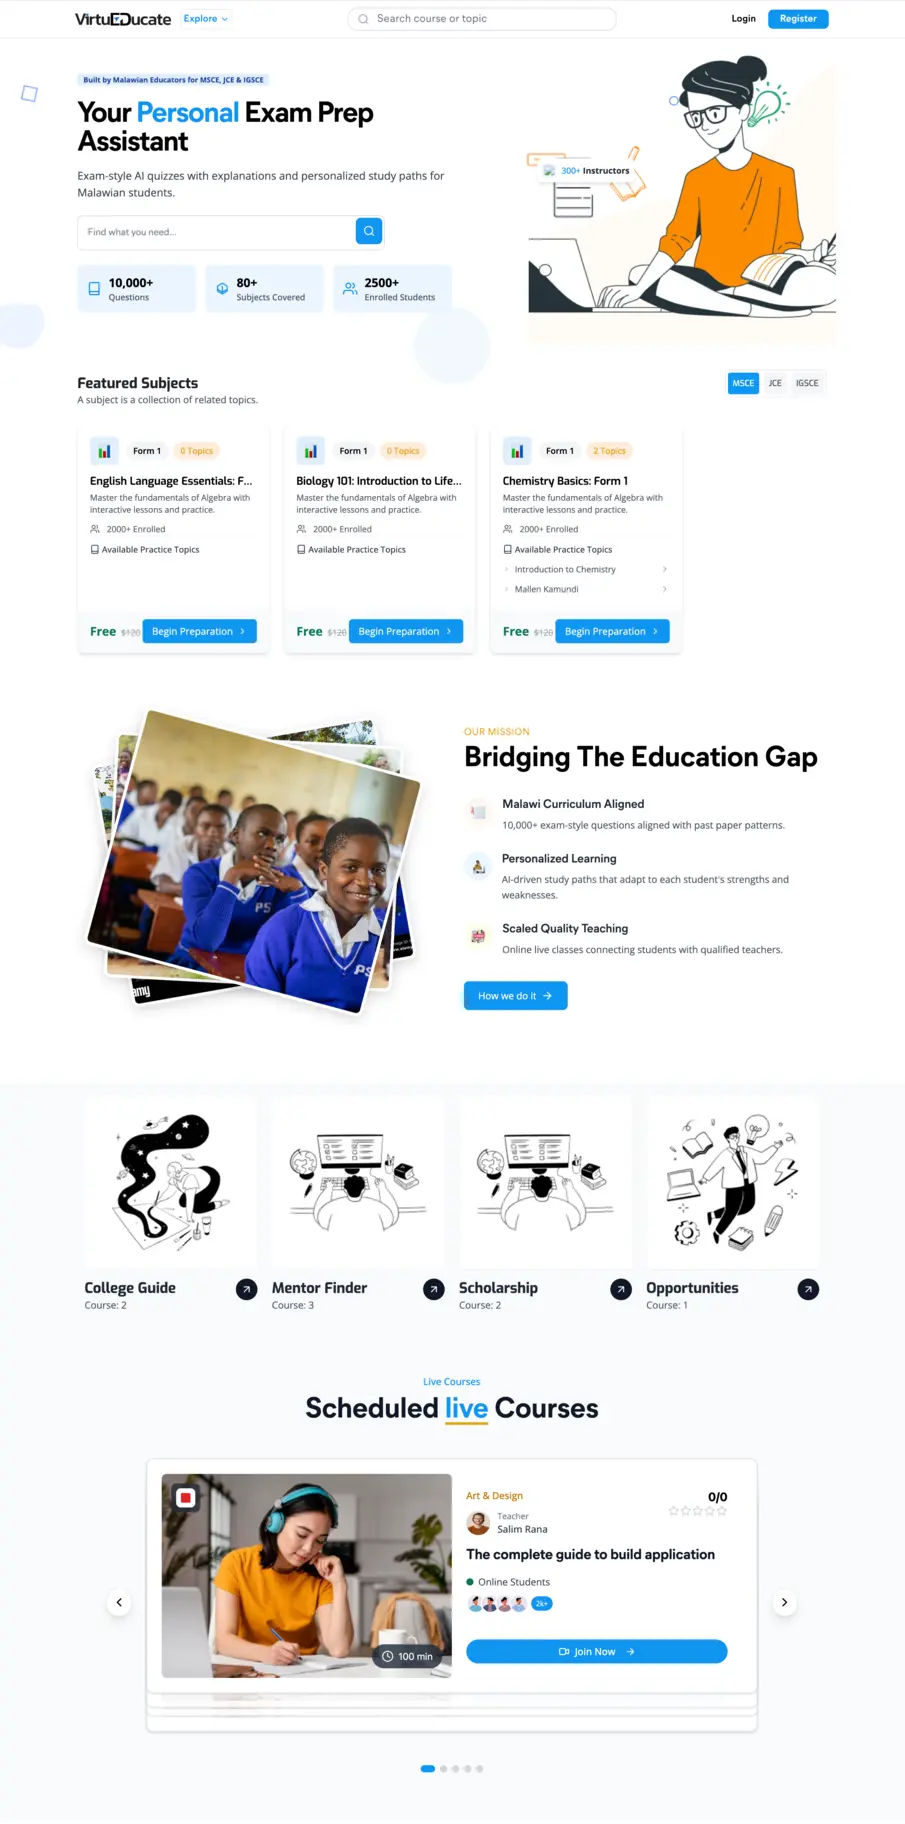 VirtuEDucate
Explore
Search course or topic
Login
Register
Built by Malawian Educators for MSCE, JCE & IGSCE
Your Personal Exam Prep
Assistant
Exam-style AI quizzes with explanations and personalized study paths for
Malawian students.
Find what you need...
10,000+
Questions
80+
Subjects Covered
2500+
Enrolled Students
300+ Instructors
Featured Subjects
A subject is a collection of related topics.
MSCE
JCE
IGSCE
Form 1
0 Topics
English Language Essentials: F...
Master the fundamentals of Algebra with
interactive lessons and practice.
2000+ Enrolled
Available Practice Topics
Free $120
Begin Preparation
Form 1
0 Topics
Biology 101: Introduction to Life...
Master the fundamentals of Algebra with
interactive lessons and practice.
2000+ Enrolled
Available Practice Topics
Free $120
Begin Preparation
Form 1
2 Topics
Chemistry Basics: Form 1
Master the fundamentals of Algebra with
interactive lessons and practice.
2000+ Enrolled
Available Practice Topics
Introduction to Chemistry
Mallen Kamundi
Free $120
Begin Preparation
PS
PS
amy
OUR MISSION
Bridging The Education Gap
Malawi Curriculum Aligned
10,000+ exam-style questions aligned with past paper patterns.
Personalized Learning
AI-driven study paths that adapt to each student's strengths and
weaknesses.
Scaled Quality Teaching
Online live classes connecting students with qualified teachers.
How we do it
College Guide
Course: 2
Mentor Finder
Course: 3
Scholarship
Course: 2
Opportunities
Course: 1
Live Courses
Scheduled live Courses
100 min
Art & Design
0/0
Teacher
Salim Rana
The complete guide to build application
Online Students
2k+
Join Now